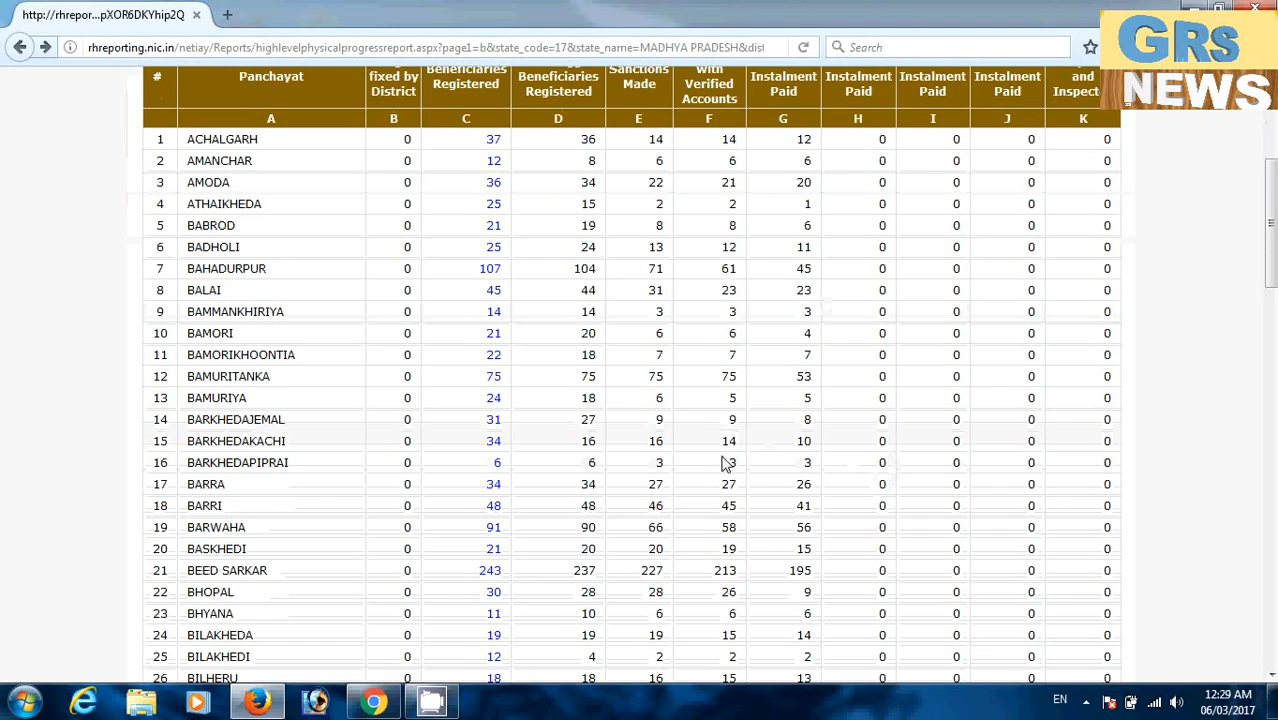 http://rhrepor...pXOR6DKYhip2Q
rhreporting.nic.in/netiay/Reports/highlevelphysicalprogressreport.aspx?page1=b&state_code=17&state_name=MADHYA PRADESH&dist
Search
GRS
NEWS
# Panchayat fixed by District Beneficiaries Registered Beneficiaries Registered Sanctions Made with Verified Accounts Instalment Paid Instalment Paid Instalment Paid Instalment Paid and Inspect
A B C D E F G H I J K
1 ACHALGARH 0 37 36 14 14 12 0 0 0 0
2 AMANCHAR 0 12 8 6 6 6 0 0 0 0
3 AMODA 0 36 34 22 21 20 0 0 0 0
4 ATHAIKHEDA 0 25 15 2 2 1 0 0 0 0
5 BABROD 0 21 19 8 8 6 0 0 0 0
6 BADHOLI 0 25 24 13 12 11 0 0 0 0
7 BAHADURPUR 0 107 104 71 61 45 0 0 0 0
8 BALAI 0 45 44 31 23 23 0 0 0 0
9 BAMMANKHIRIYA 0 14 14 3 3 3 0 0 0 0
10 BAMORI 0 21 20 6 6 4 0 0 0 0
11 BAMORIKHOONTIA 0 22 18 7 7 7 0 0 0 0
12 BAMURITANKA 0 75 75 75 75 53 0 0 0 0
13 BAMURIYA 0 24 18 6 5 5 0 0 0 0
14 BARKHEDAJEMAL 0 31 27 9 9 8 0 0 0 0
15 BARKHEDAKACHI 0 34 16 16 14 10 0 0 0 0
16 BARKHEDAPIPRAI 0 6 6 3 3 3 0 0 0 0
17 BARRA 0 34 34 27 27 26 0 0 0 0
18 BARRI 0 48 48 46 45 41 0 0 0 0
19 BARWAHA 0 91 90 66 58 56 0 0 0 0
20 BASKHEDI 0 21 20 20 19 15 0 0 0 0
21 BEED SARKAR 0 243 237 227 213 195 0 0 0 0
22 BHOPAL 0 30 28 28 26 9 0 0 0 0
23 BHYANA 0 11 10 6 6 6 0 0 0 0
24 BILAKHEDA 0 19 19 19 15 14 0 0 0 0
25 BILAKHEDI 0 12 4 2 2 2 0 0 0 0
26 BILHERU 0 18 18 16 15 13 0 0 0 0
EN
12:29 AM
06/03/2017